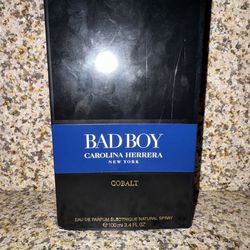 BAD BOY
CAROLINA HERRERA
NEW YORK
COBALT
EAU DE PARFUM ÉLECTRIQUE NATURAL SPRAY
℮ 100 ml 3.4 FL. OZ